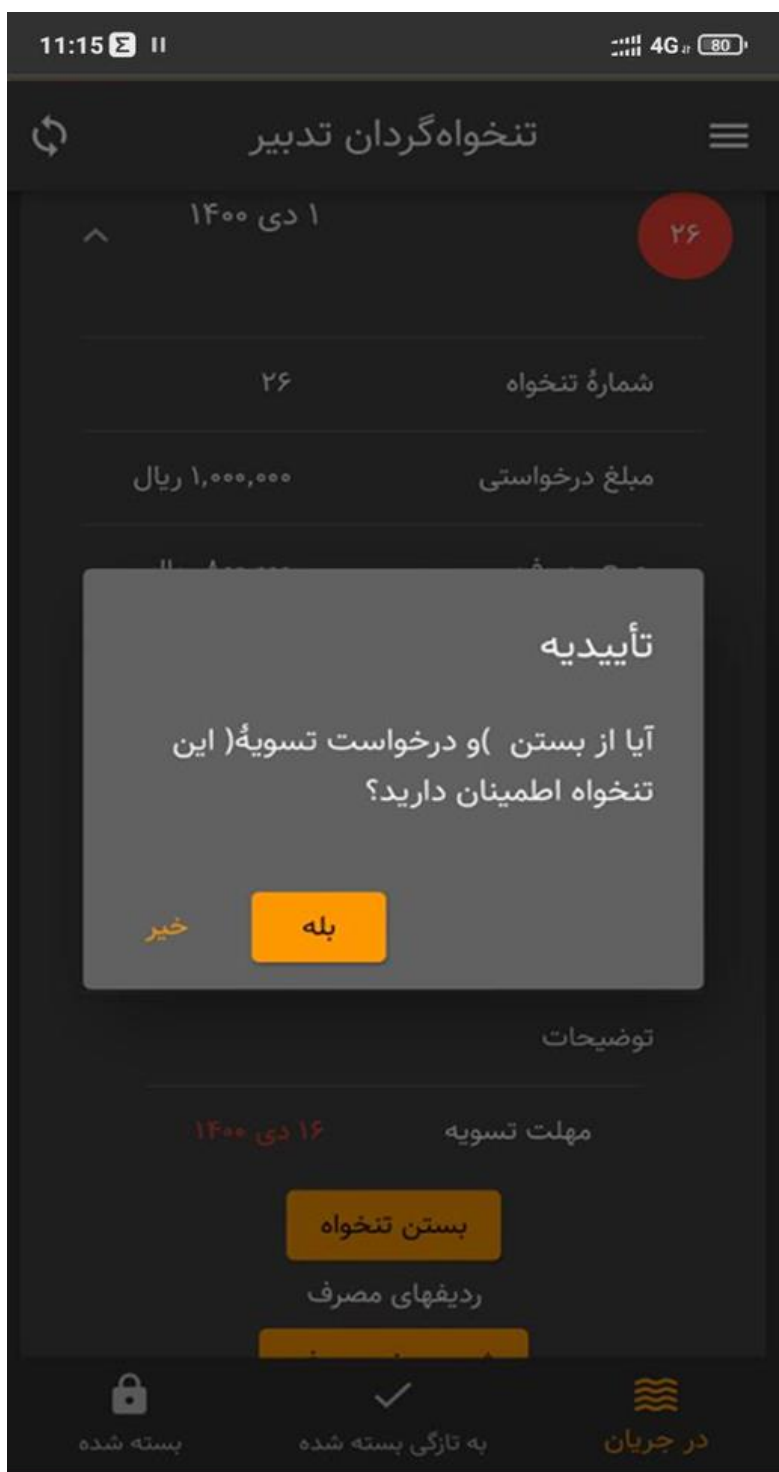 11:15 Σ 4G 80
تنخواه‌گردان تدبیر
۲۶ ۱ دی ۱۴۰۰
شمارهٔ تنخواه ۲۶
مبلغ درخواستی ۱,۰۰۰,۰۰۰ ریال
تأییدیه
آیا از بستن )و درخواست تسویهٔ( این
تنخواه اطمینان دارید؟
بله خیر
توضیحات
مهلت تسویه ۱۶ دی ۱۴۰۰
بستن تنخواه
ردیفهای مصرف
در جریان به تازگی بسته شده بسته شده